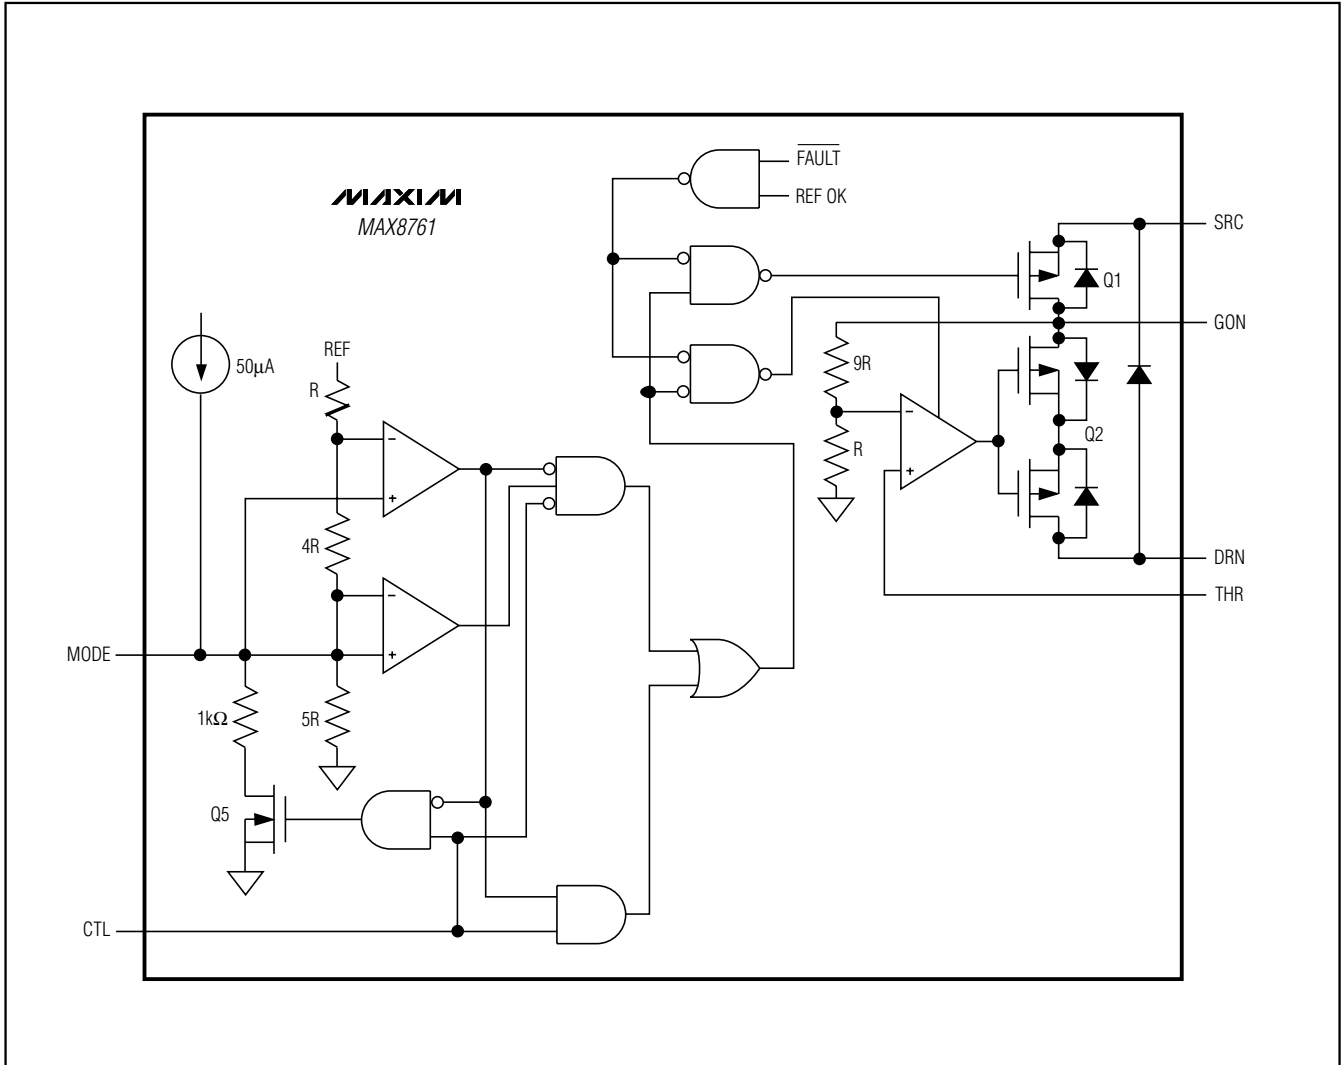 FAULT
REF OK
MAXIM
MAX8761
SRC
Q1
GON
50μA
REF
R
9R
R
Q2
4R
DRN
THR
MODE
1kΩ
5R
Q5
CTL